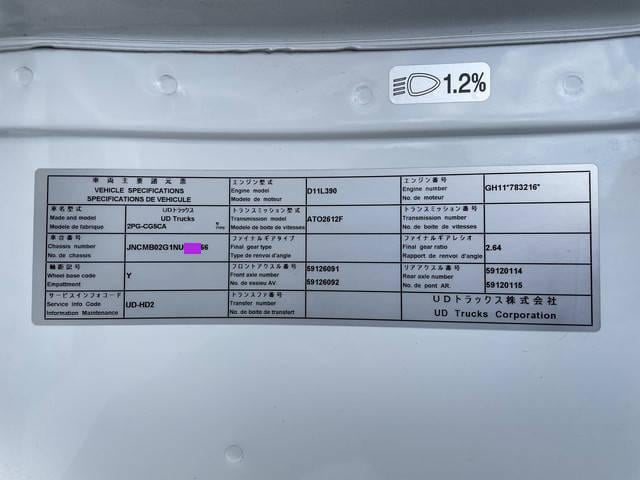 1.2%
車両主要諸元表
VEHICLE SPECIFICATIONS
SPECIFICATIONS DE VEHICULE
エンジン型式
Engine model
Modele de moteur
D11L390
エンジン番号
Engine number
No. de moteur
GH11*783216*
車名型式
Made and model
Modele de fabrique
UDトラックス
UD Trucks
2PG-CG5CA
型
TYPE
トランスミッション型式
Transmission model
Modele de boite de vitesses
ATO2612F
トランスミッション番号
Transmission number
No. de boite de vitesses
車台番号
Chassis number
No. de chassis
JNCMB02G1NU 66
ファイナルギアタイプ
Final gear type
Type de renvoi d'angle
ファイナルギアレシオ
Final gear ratio
Rapport de renvoi d'angle
2.64
軸距記号
Wheel base code
Empattment
Y
フロントアクスル番号
Front axle number
No. de essieu AV.
59126091
59126092
リアアクスル番号
Rear axle number
No. de pont AR.
59120114
59120115
サービスインフォコード
Service info Code
Information Maintenance
UD-HD2
トランスファ番号
Transfer number
No. de boite de transfert
UDトラックス株式会社
UD Trucks Corporation